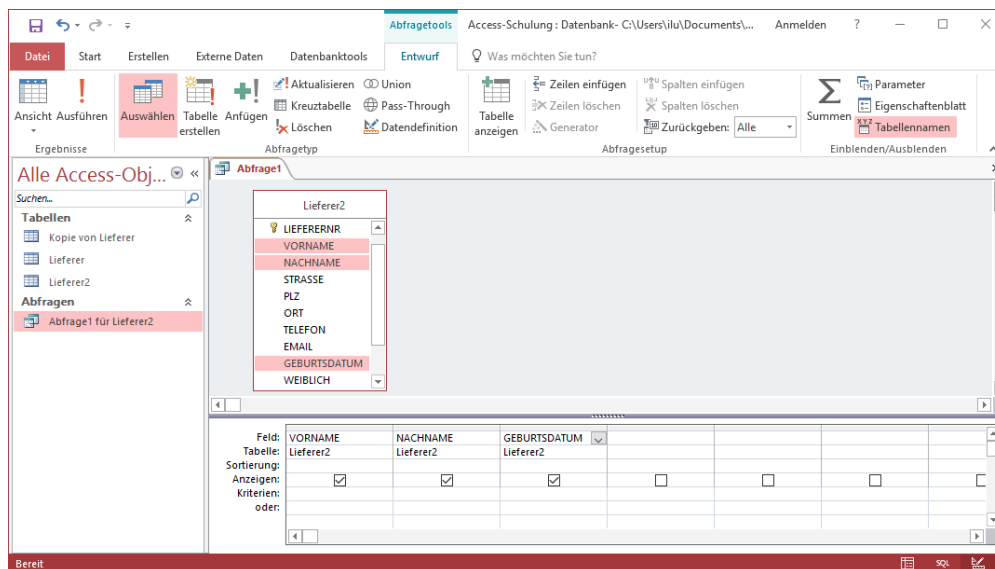 Abfragetools Access-Schulung : Datenbank- C:\Users\ilu\Documents\... Anmelden ?
Datei Start Erstellen Externe Daten Datenbanktools Entwurf Was möchten Sie tun?
Ansicht Ausführen
Ergebnisse
Auswählen Tabelle erstellen Anfügen
Aktualisieren Union
Kreuztabelle Pass-Through
Löschen Datendefinition
Abfragetyp
Tabelle anzeigen
Zeilen einfügen Spalten einfügen
Zeilen löschen Spalten löschen
Generator Zurückgeben: Alle
Abfragesetup
Summen
Parameter
Eigenschaftenblatt
XYZ Tabellennamen
Einblenden/Ausblenden
Alle Access-Obj... «
Suchen...
Tabellen
Kopie von Lieferer
Lieferer
Lieferer2
Abfragen
Abfrage1 für Lieferer2
Abfrage1
Lieferer2
LIEFERERNR
VORNAME
NACHNAME
STRASSE
PLZ
ORT
TELEFON
EMAIL
GEBURTSDATUM
WEIBLICH
Feld: VORNAME NACHNAME GEBURTSDATUM
Tabelle: Lieferer2 Lieferer2 Lieferer2
Sortierung:
Anzeigen:
Kriterien:
oder:
Bereit SQL